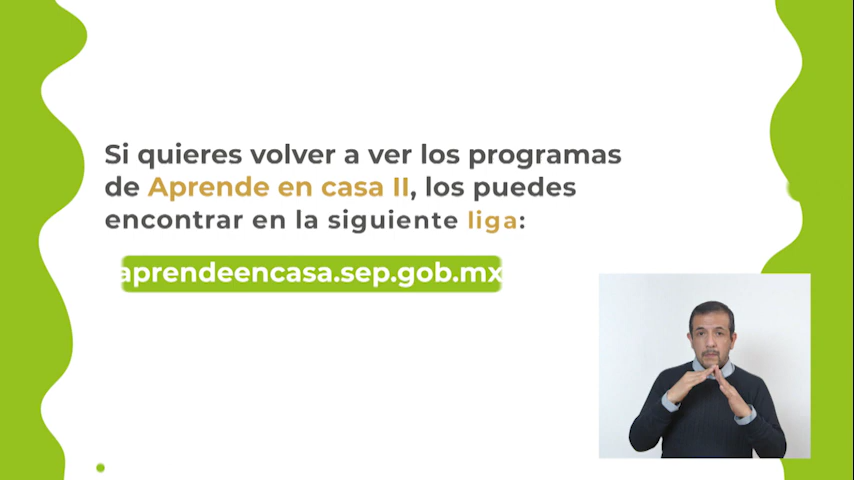 Si quieres volver a ver los programas
de Aprende en casa II, los puedes
encontrar en la siguiente liga:
aprendeencasa.sep.gob.mx